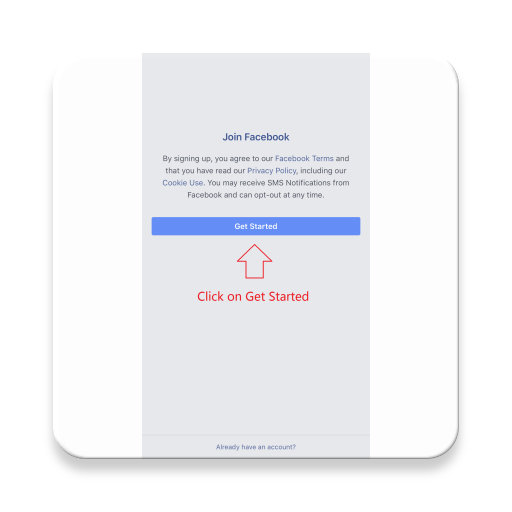 Join Facebook
By signing up, you agree to our Facebook Terms and
that you have read our Privacy Policy, including our
Cookie Use. You may receive SMS Notifications from
Facebook and can opt-out at any time.
Get Started
Click on Get Started
Already have an account?